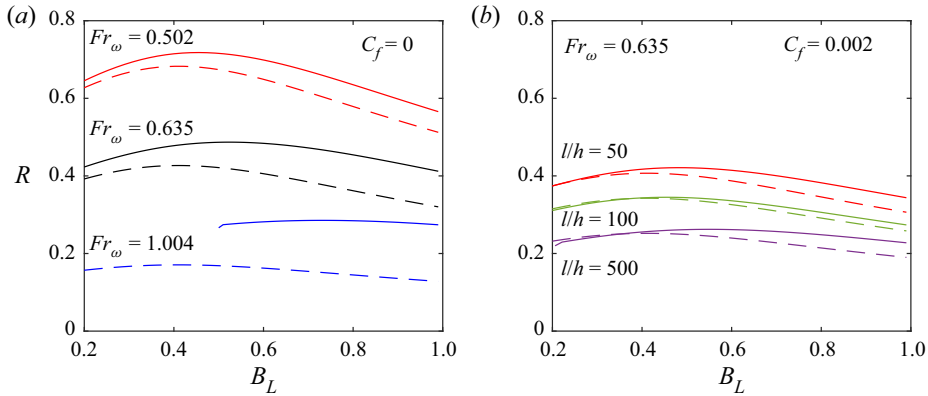 (a)
0.8
Fr_ω = 0.502
C_f = 0
0.6
Fr_ω = 0.635
R
0.4
Fr_ω = 1.004
0.2
0
0.2 0.4 0.6 0.8 1.0
B_L
(b)
0.8
Fr_ω = 0.635
C_f = 0.002
0.6
l/h = 50
0.4
l/h = 100
0.2
l/h = 500
0
0.2 0.4 0.6 0.8 1.0
B_L